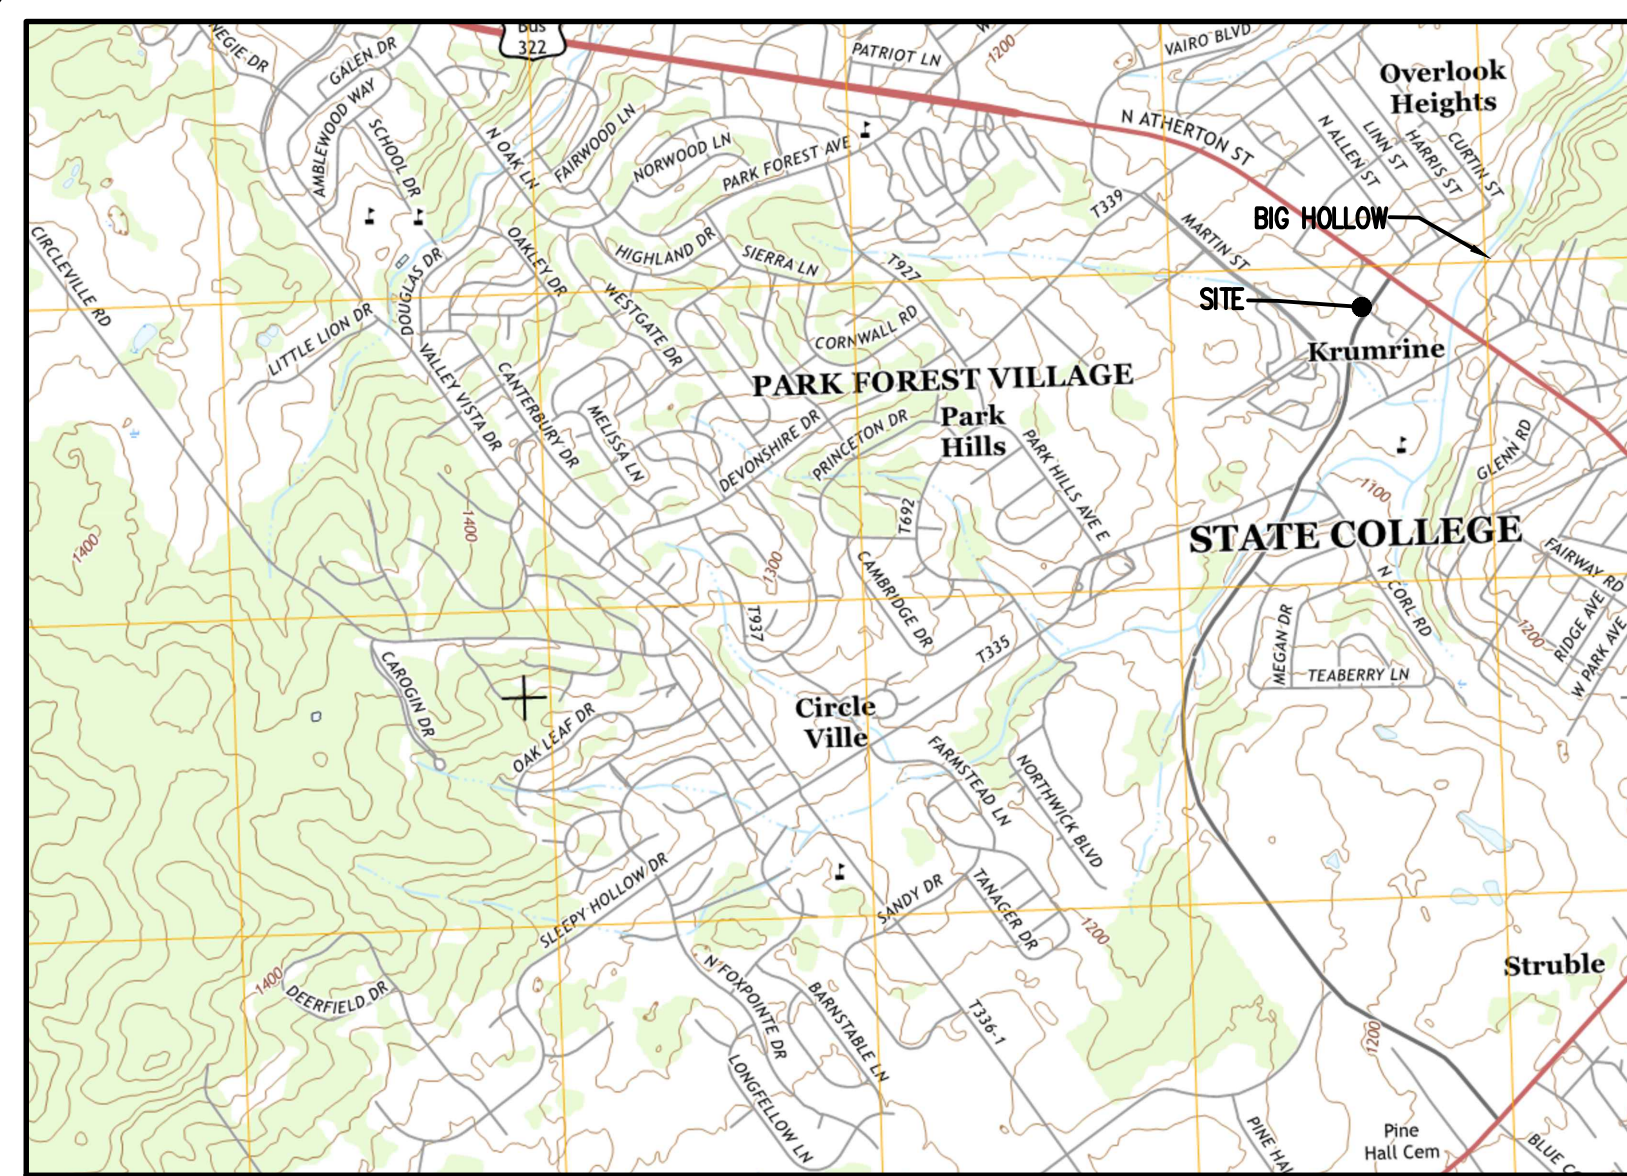 Bus
322
NEGIE DR
GALEN DR
AMBLEWOOD WAY
SCHOOL DR
N OAK LN
FAIRWOOD LN
NORWOOD LN
PARK FOREST AVE
PATRIOT LN
1200
VAIRO BLVD
Overlook
Heights
N ATHERTON ST
N ALLEN ST
LINN ST
HARRIS ST
CURTIN ST
T339
MARTIN ST
BIG HOLLOW
SITE
Krumrine
CIRCLEVILLE RD
DOUGLAS DR
OAKLEY DR
HIGHLAND DR
SIERRA LN
T927
WESTGATE DR
CORNWALL RD
LITTLE LION DR
VALLEY VISTA DR
CANTERBURY DR
MELISSA LN
PARK FOREST VILLAGE
Park
Hills
DEVONSHIRE DR
PRINCETON DR
PARK HILLS AVE E
GLENN RD
1100
STATE COLLEGE
1400
1400
1300
T692
CAMBRIDGE DR
T937
T335
N CORL RD
FAIRWAY RD
RIDGE AVE
W PARK AVE
1200
MEGAN DR
TEABERRY LN
CAROGIN DR
OAK LEAF DR
Circle
Ville
FARMSTEAD LN
NORTHWICK BLVD
SLEEPY HOLLOW DR
SANDY DR
TANAGER DR
1200
Struble
1400
DEERFIELD DR
N FOXPOINTE DR
BARNSTABLE LN
T336-1
LONGFELLOW LN
1200
PINE HAL
Pine
Hall Cem
BLUE C